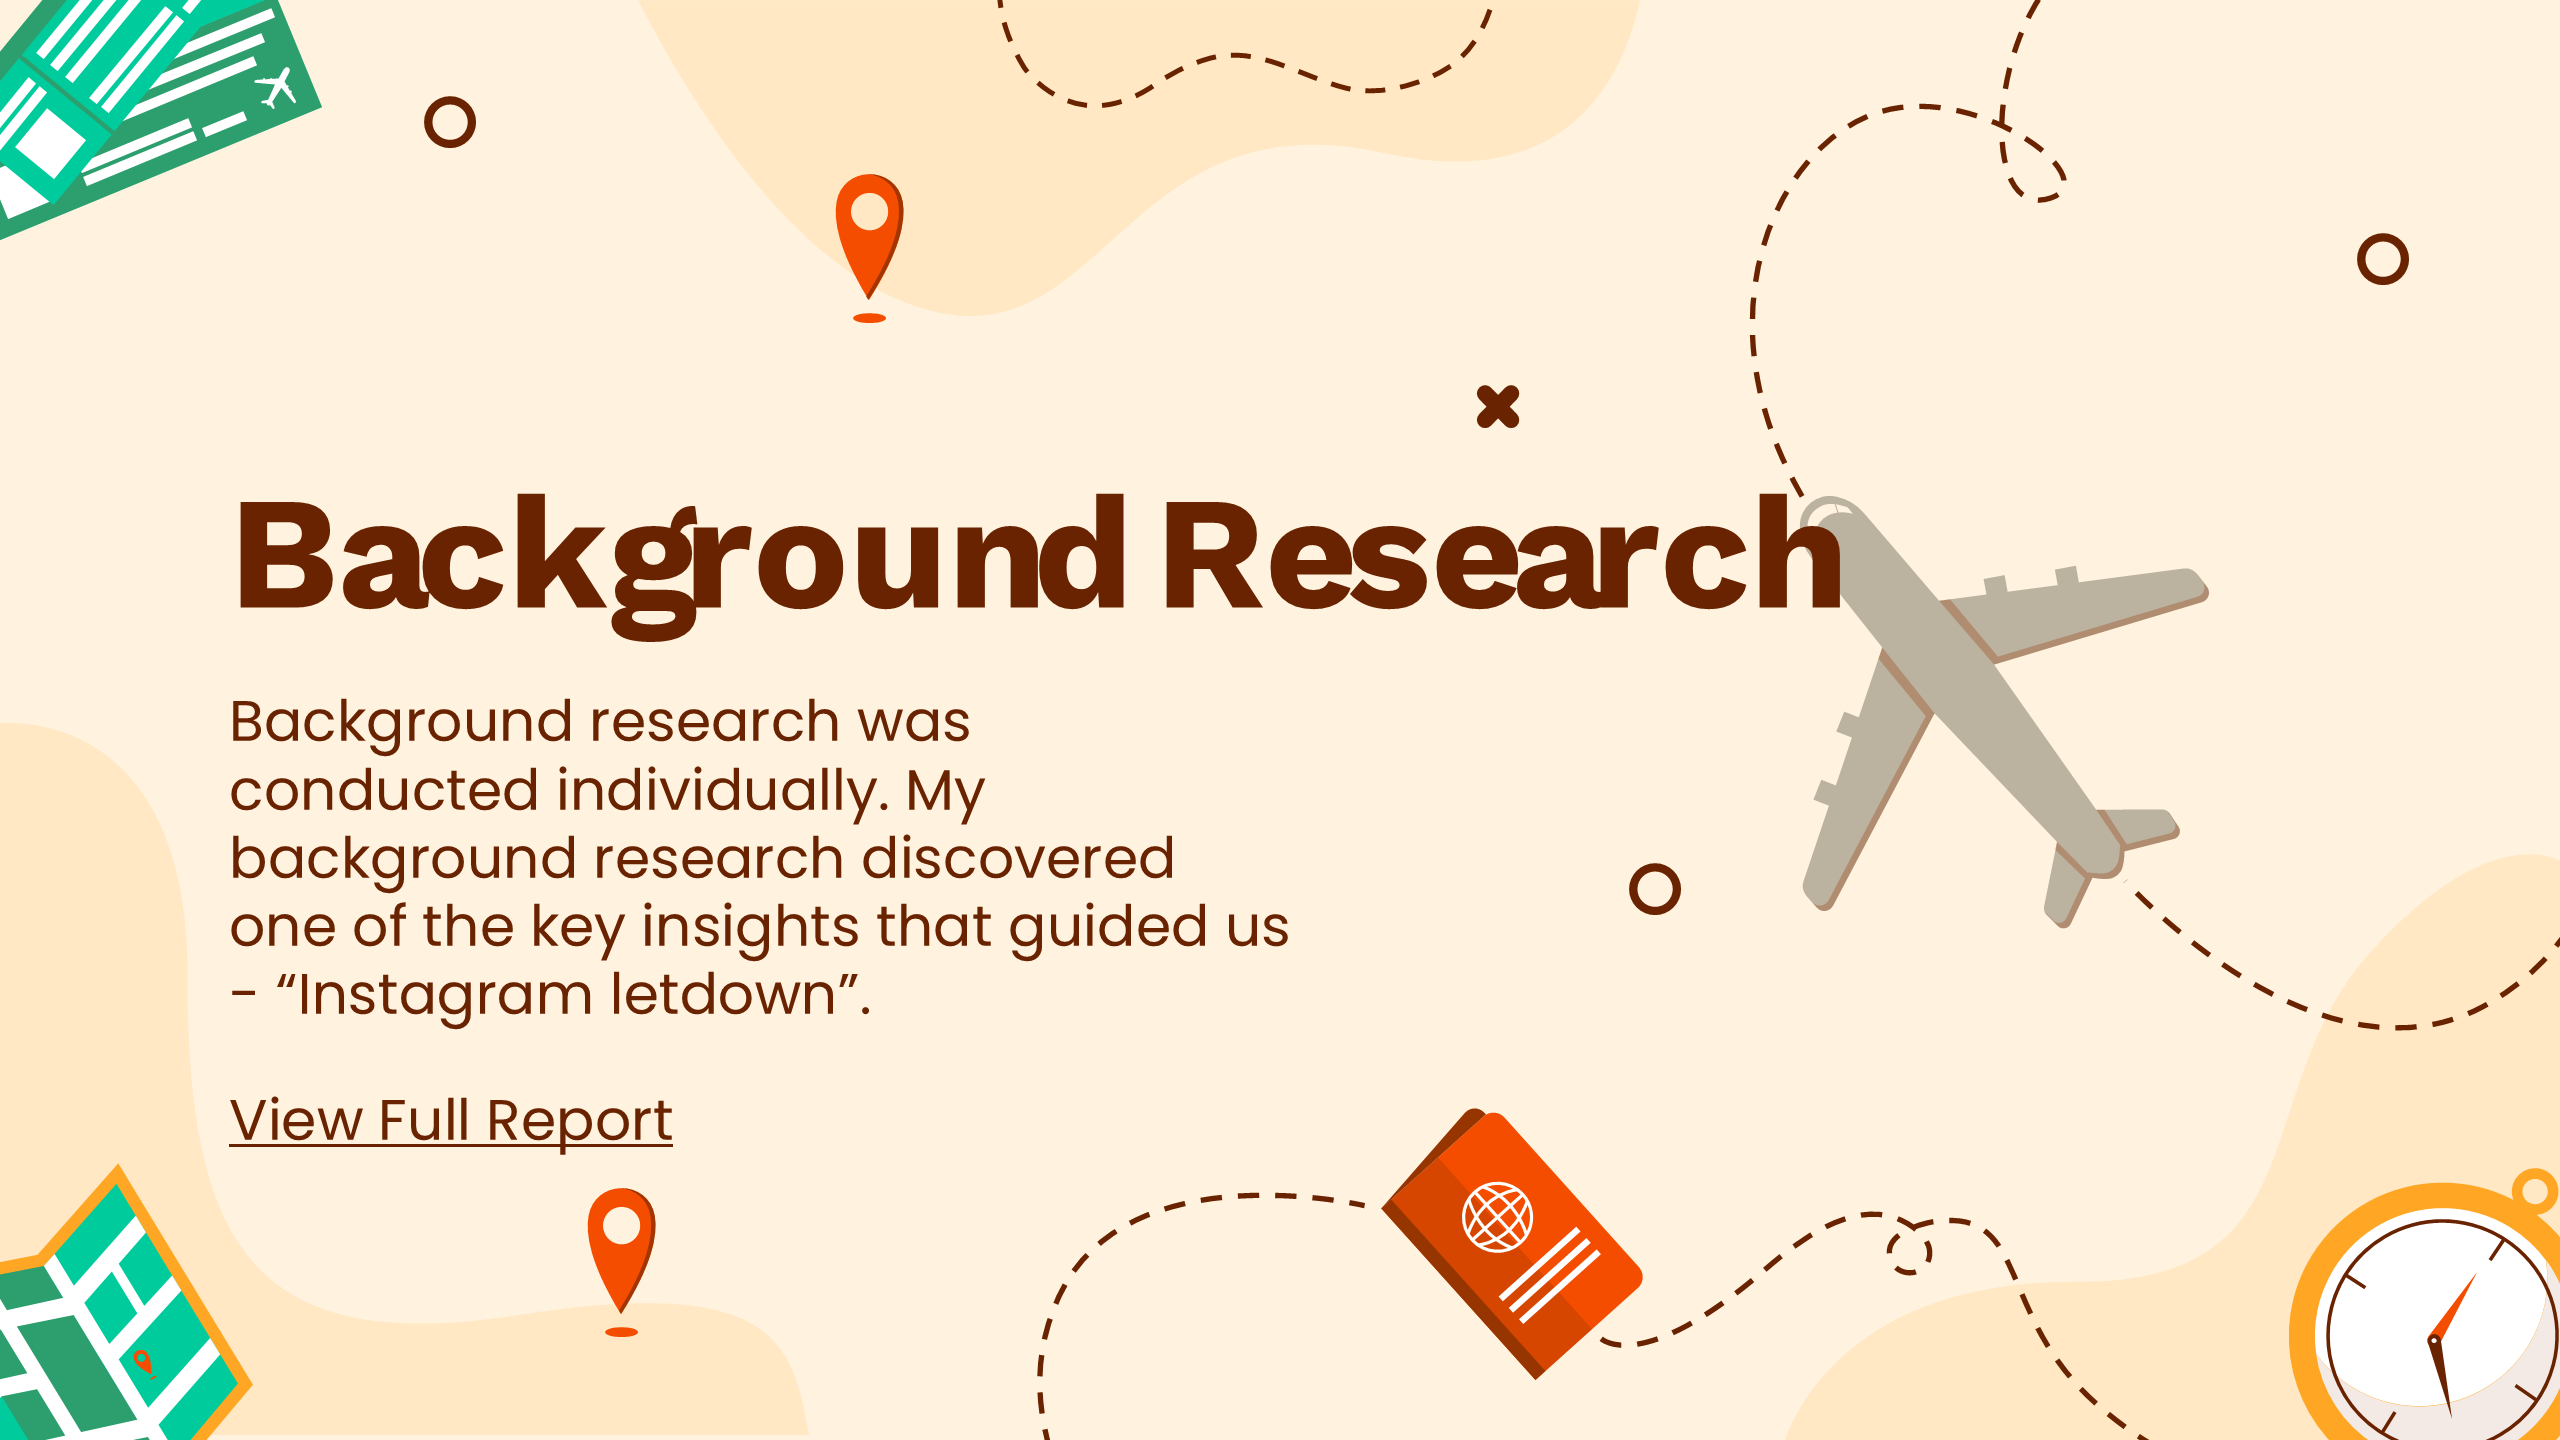 Background Research
Background research was
conducted individually. My
background research discovered
one of the key insights that guided us
- “Instagram letdown”.
View Full Report